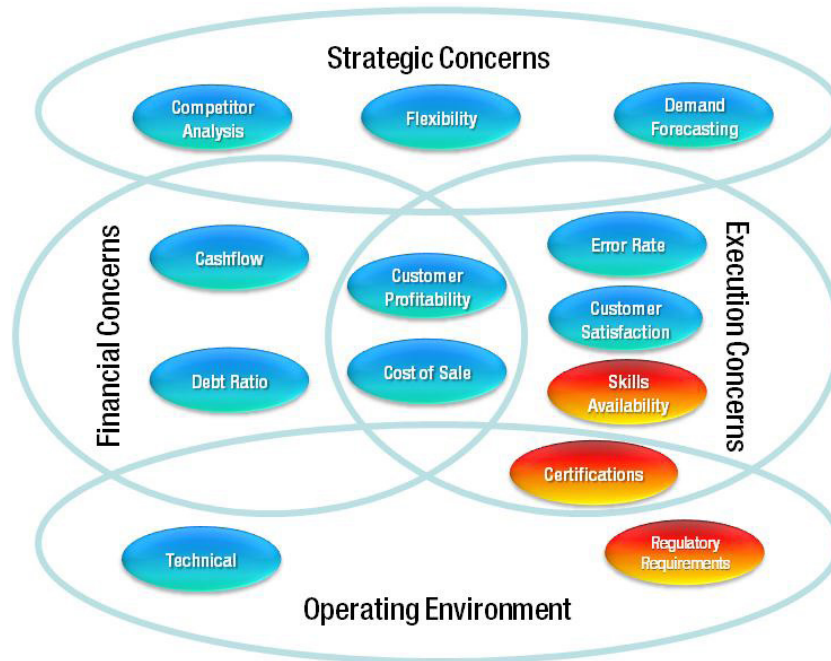 Strategic Concerns
Competitor
Analysis
Flexibility
Demand
Forecasting
Financial Concerns
Cashflow
Debt Ratio
Customer
Profitability
Cost of Sale
Error Rate
Customer
Satisfaction
Skills
Availability
Execution Concerns
Certifications
Technical
Regulatory
Requirements
Operating Environment